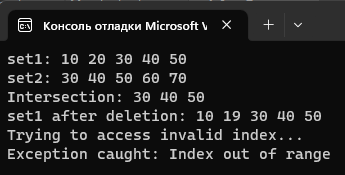 Консоль отладки Microsoft V
set1: 10 20 30 40 50
set2: 30 40 50 60 70
Intersection: 30 40 50
set1 after deletion: 10 19 30 40 50
Trying to access invalid index...
Exception caught: Index out of range